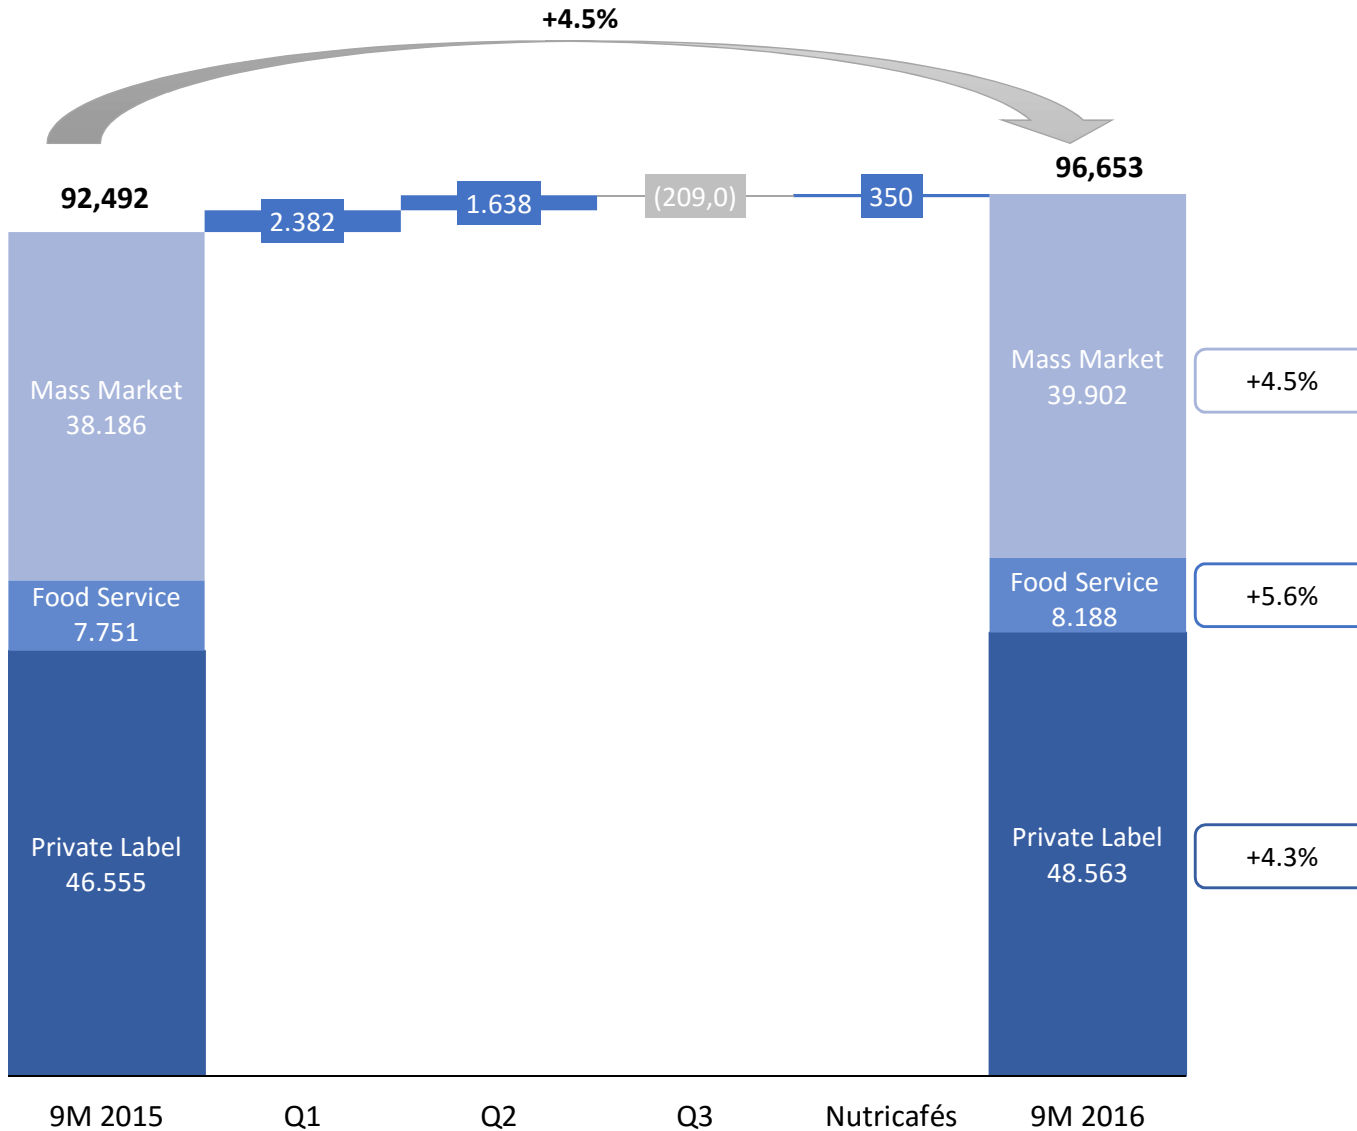 +4.5%
92,492
2.382
1.638
(209,0)
350
96,653
Mass Market
38.186
Mass Market
39.902
+4.5%
Food Service
7.751
Food Service
8.188
+5.6%
Private Label
46.555
Private Label
48.563
+4.3%
9M 2015
Q1
Q2
Q3
Nutricafés
9M 2016